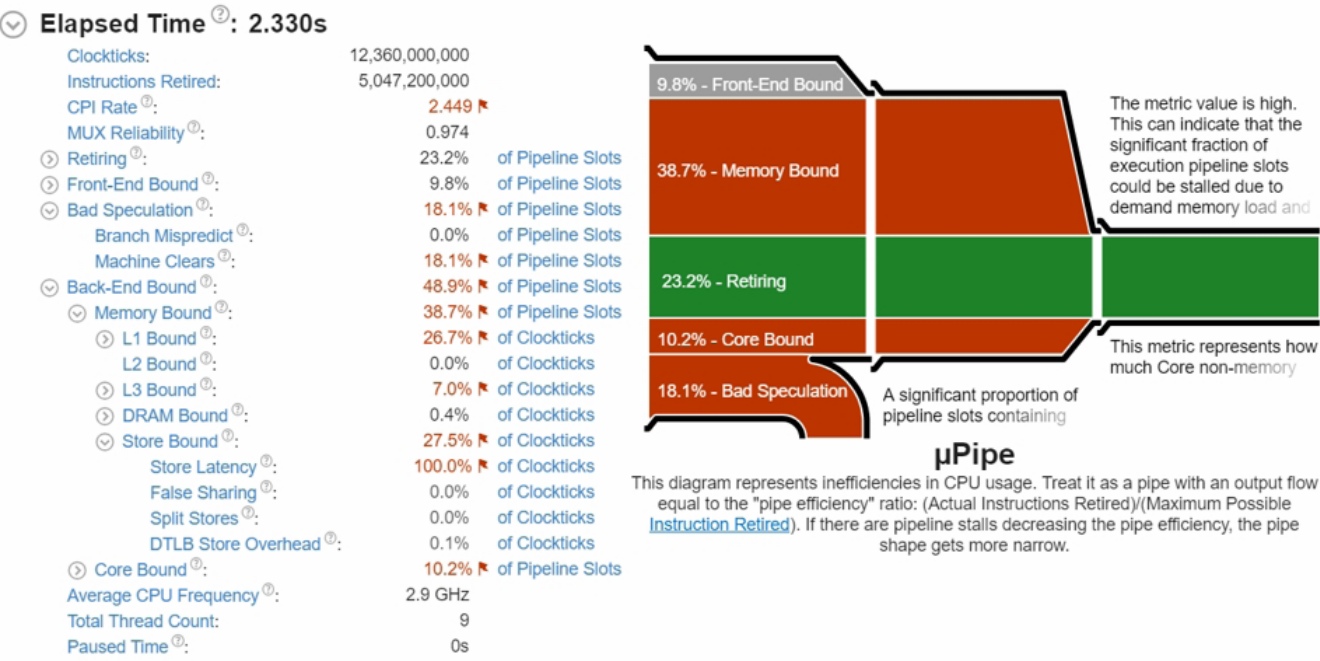 Elapsed Time ?: 2.330s
Clockticks: 12,360,000,000
Instructions Retired: 5,047,200,000
CPI Rate ?: 2.449
MUX Reliability ?: 0.974
Retiring ?: 23.2% of Pipeline Slots
Front-End Bound ?: 9.8% of Pipeline Slots
Bad Speculation ?: 18.1% of Pipeline Slots
Branch Mispredict ?: 0.0% of Pipeline Slots
Machine Clears ?: 18.1% of Pipeline Slots
Back-End Bound ?: 48.9% of Pipeline Slots
Memory Bound ?: 38.7% of Pipeline Slots
L1 Bound ?: 26.7% of Clockticks
L2 Bound ?: 0.0% of Clockticks
L3 Bound ?: 7.0% of Clockticks
DRAM Bound ?: 0.4% of Clockticks
Store Bound ?: 27.5% of Clockticks
Store Latency ?: 100.0% of Clockticks
False Sharing ?: 0.0% of Clockticks
Split Stores ?: 0.0% of Clockticks
DTLB Store Overhead ?: 0.1% of Clockticks
Core Bound ?: 10.2% of Pipeline Slots
Average CPU Frequency ?: 2.9 GHz
Total Thread Count: 9
Paused Time ?: 0s
9.8% - Front-End Bound
38.7% - Memory Bound
23.2% - Retiring
10.2% - Core Bound
18.1% - Bad Speculation
The metric value is high.
This can indicate that the
significant fraction of
execution pipeline slots
could be stalled due to
demand memory load and
This metric represents how
much Core non-memory
A significant proportion of
pipeline slots containing
µPipe
This diagram represents inefficiencies in CPU usage. Treat it as a pipe with an output flow
equal to the "pipe efficiency" ratio: (Actual Instructions Retired)/(Maximum Possible
Instruction Retired). If there are pipeline stalls decreasing the pipe efficiency, the pipe
shape gets more narrow.